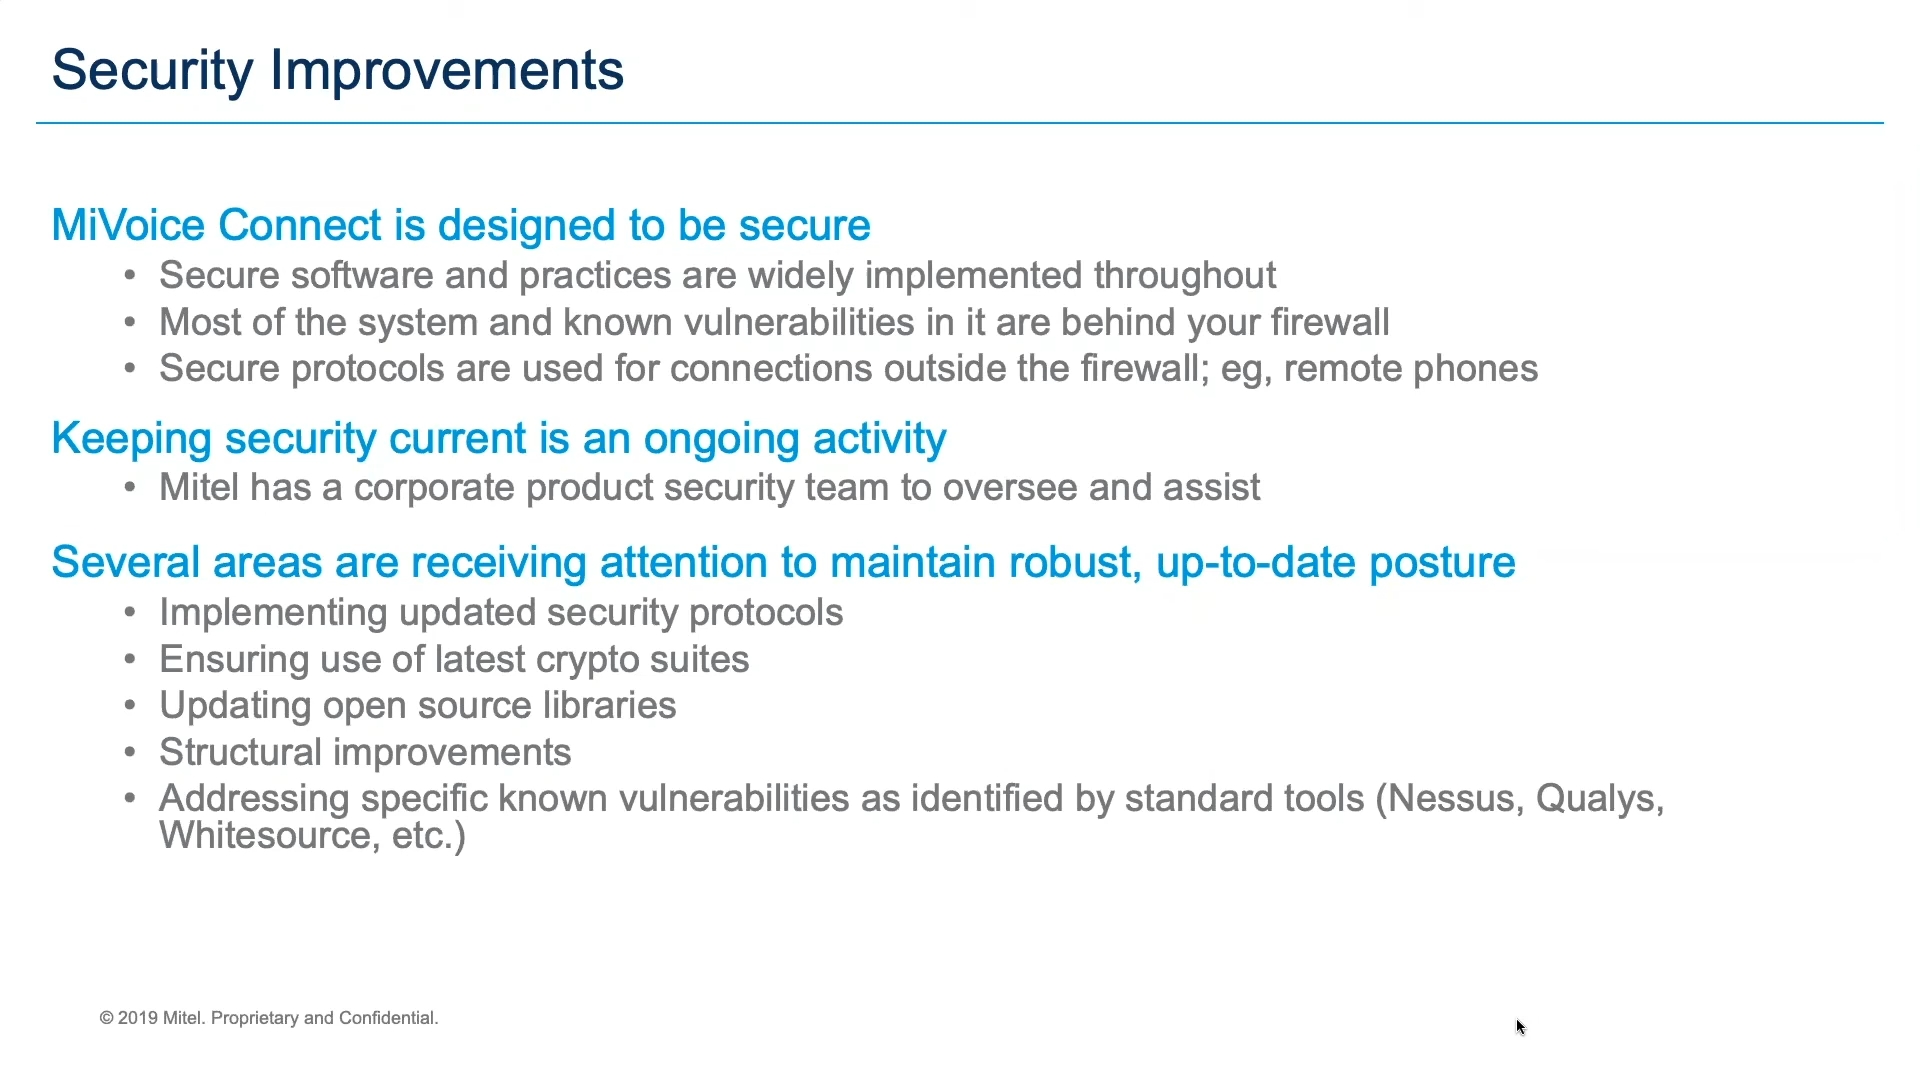 Security Improvements
MiVoice Connect is designed to be secure
• Secure software and practices are widely implemented throughout
• Most of the system and known vulnerabilities in it are behind your firewall
• Secure protocols are used for connections outside the firewall; eg, remote phones
Keeping security current is an ongoing activity
• Mitel has a corporate product security team to oversee and assist
Several areas are receiving attention to maintain robust, up-to-date posture
• Implementing updated security protocols
• Ensuring use of latest crypto suites
• Updating open source libraries
• Structural improvements
• Addressing specific known vulnerabilities as identified by standard tools (Nessus, Qualys,
Whitesource, etc.)
© 2019 Mitel. Proprietary and Confidential.